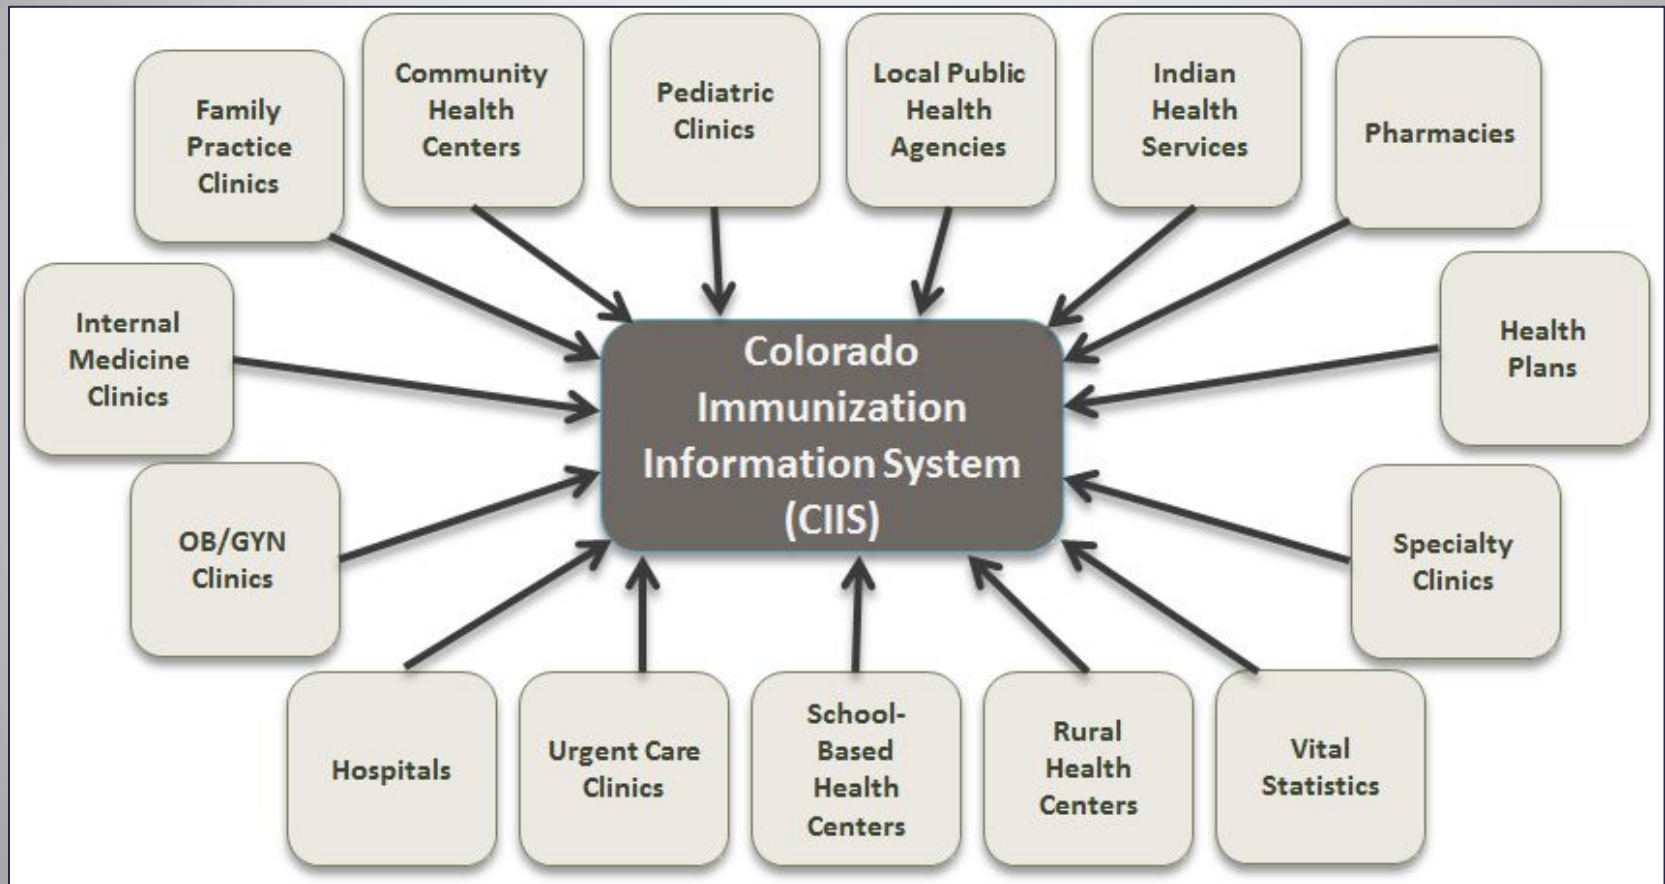 Family
Practice
Clinics
Community
Health
Centers
Pediatric
Clinics
Local Public
Health
Agencies
Indian
Health
Services
Pharmacies
Internal
Medicine
Clinics
Colorado
Immunization
Information System
(CIIS)
Health
Plans
OB/GYN
Clinics
Specialty
Clinics
Hospitals
Urgent Care
Clinics
School-
Based
Health
Centers
Rural
Health
Centers
Vital
Statistics